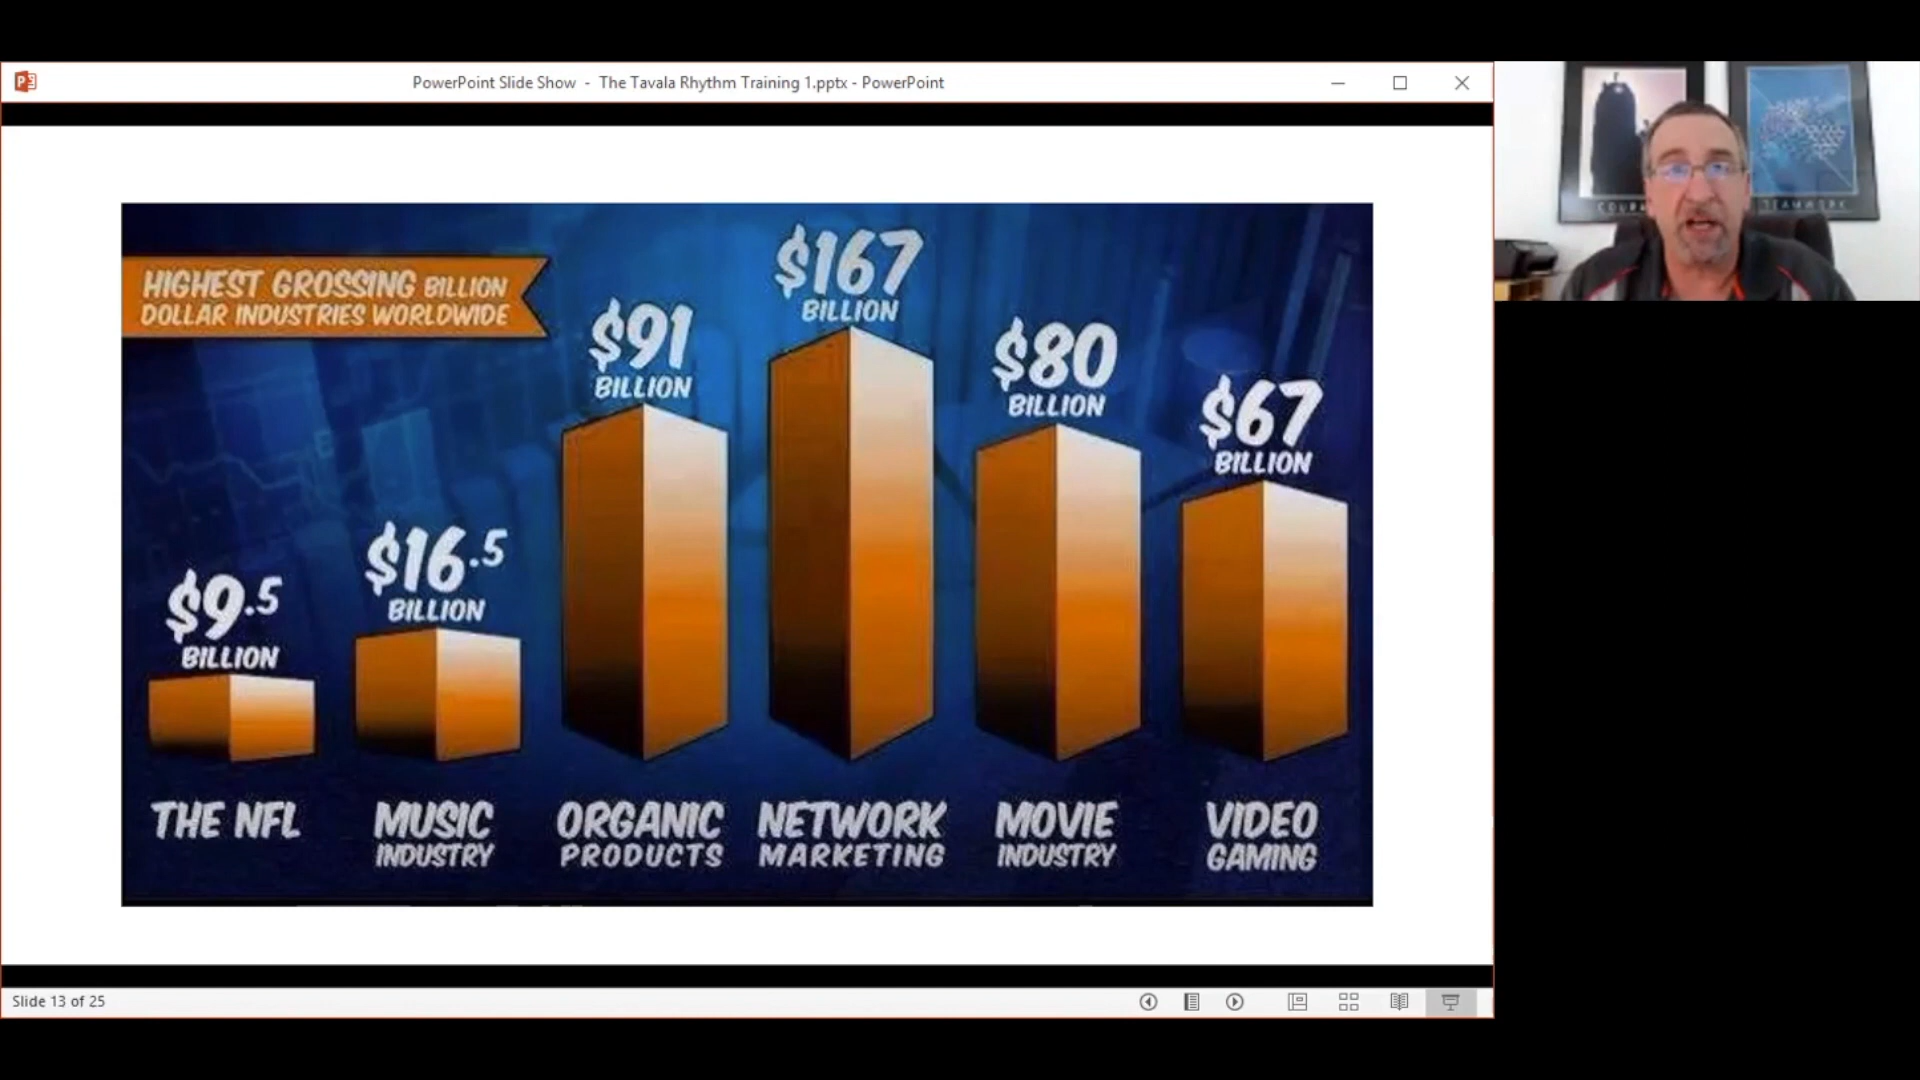 PowerPoint Slide Show - The Tavala Rhythm Training 1.pptx - PowerPoint
HIGHEST GROSSING BILLION
DOLLAR INDUSTRIES WORLDWIDE
$9.5
BILLION
$16.5
BILLION
$91
BILLION
$167
BILLION
$80
BILLION
$67
BILLION
THE NFL
MUSIC
INDUSTRY
ORGANIC
PRODUCTS
NETWORK
MARKETING
MOVIE
INDUSTRY
VIDEO
GAMING
TEAMWORK
Slide 13 of 25